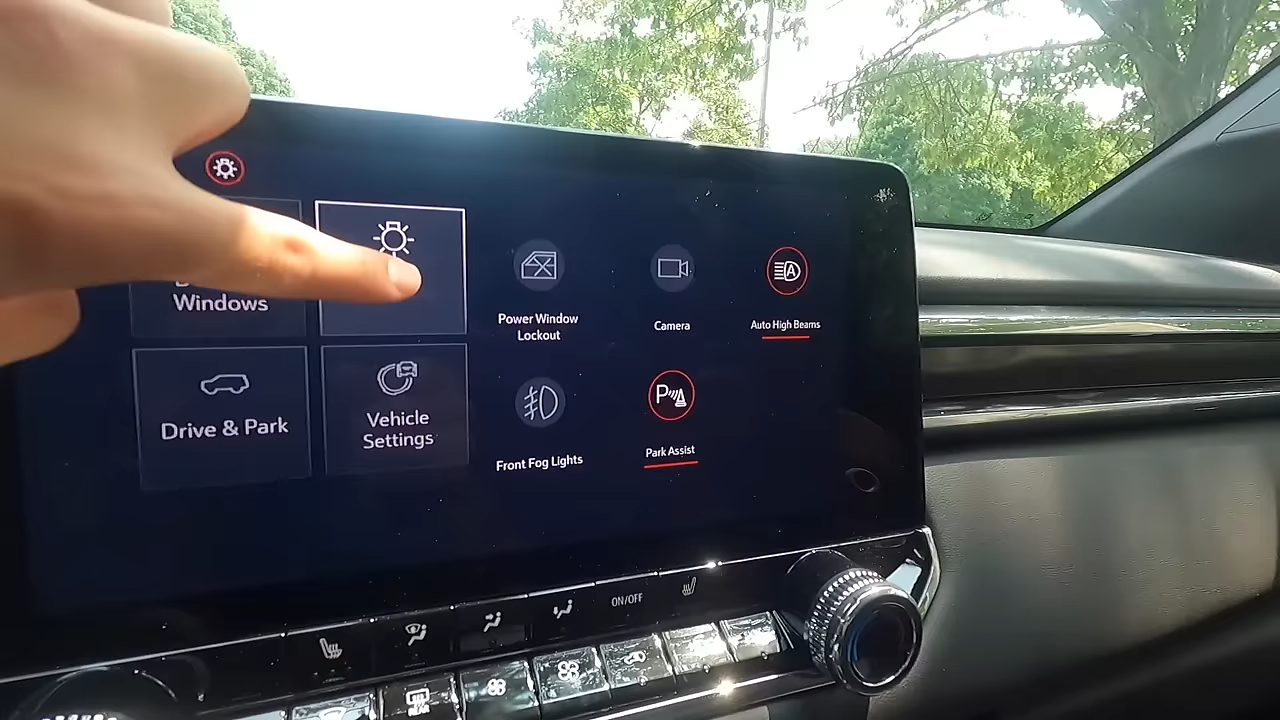 Windows
Power Window
Lockout
Camera
Auto High Beams
A
Drive & Park
Vehicle
Settings
Front Fog Lights
P
Park Assist
ON/OFF